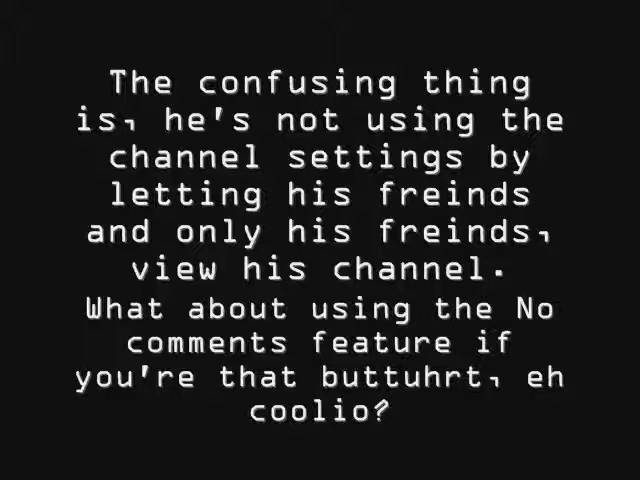 The confusing thing
is, he's not using the
channel settings by
letting his freinds
and only his freinds,
view his channel.
What about using the No
comments feature if
you're that buttuhrt, eh
coolio?